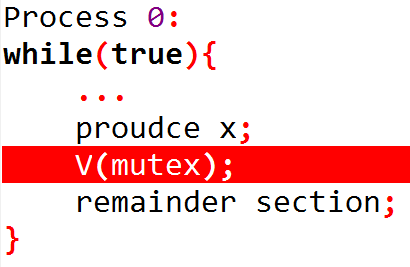 Process 0:
while(true){
...
proudce x;
V(mutex);
remainder section;
}